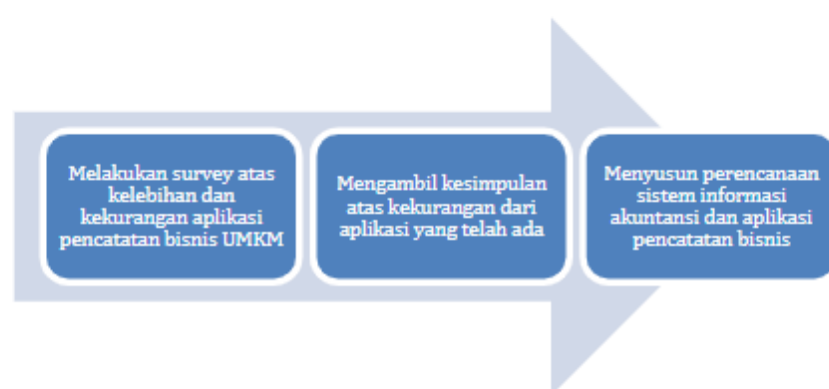 Melakukan survey atas
kelebihan dan
kekurangan aplikasi
pencatatan bisnis UMKM
Mengambil kesimpulan
atas kekurangan dari
aplikasi yang telah ada
Menyusun perencanaan
sistem informasi
akuntansi dan aplikasi
pencatatan bisnis